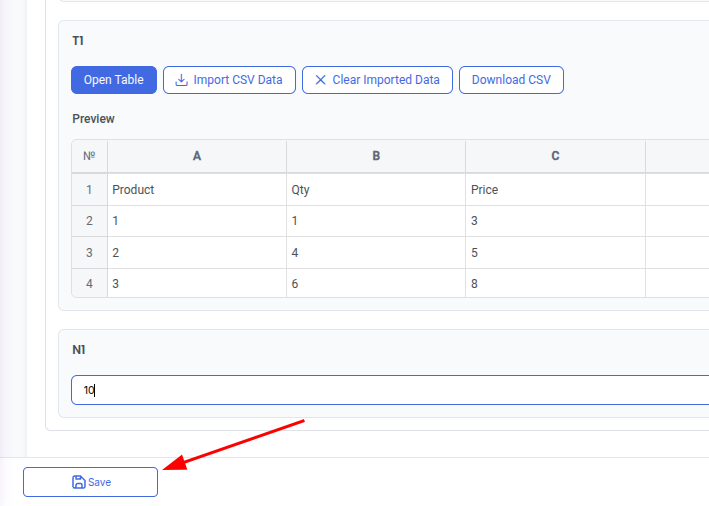 T1
Open Table Import CSV Data Clear Imported Data Download CSV
Preview
№ A B C
1 Product Qty Price
2 1 1 3
3 2 4 5
4 3 6 8
N1
10
Save